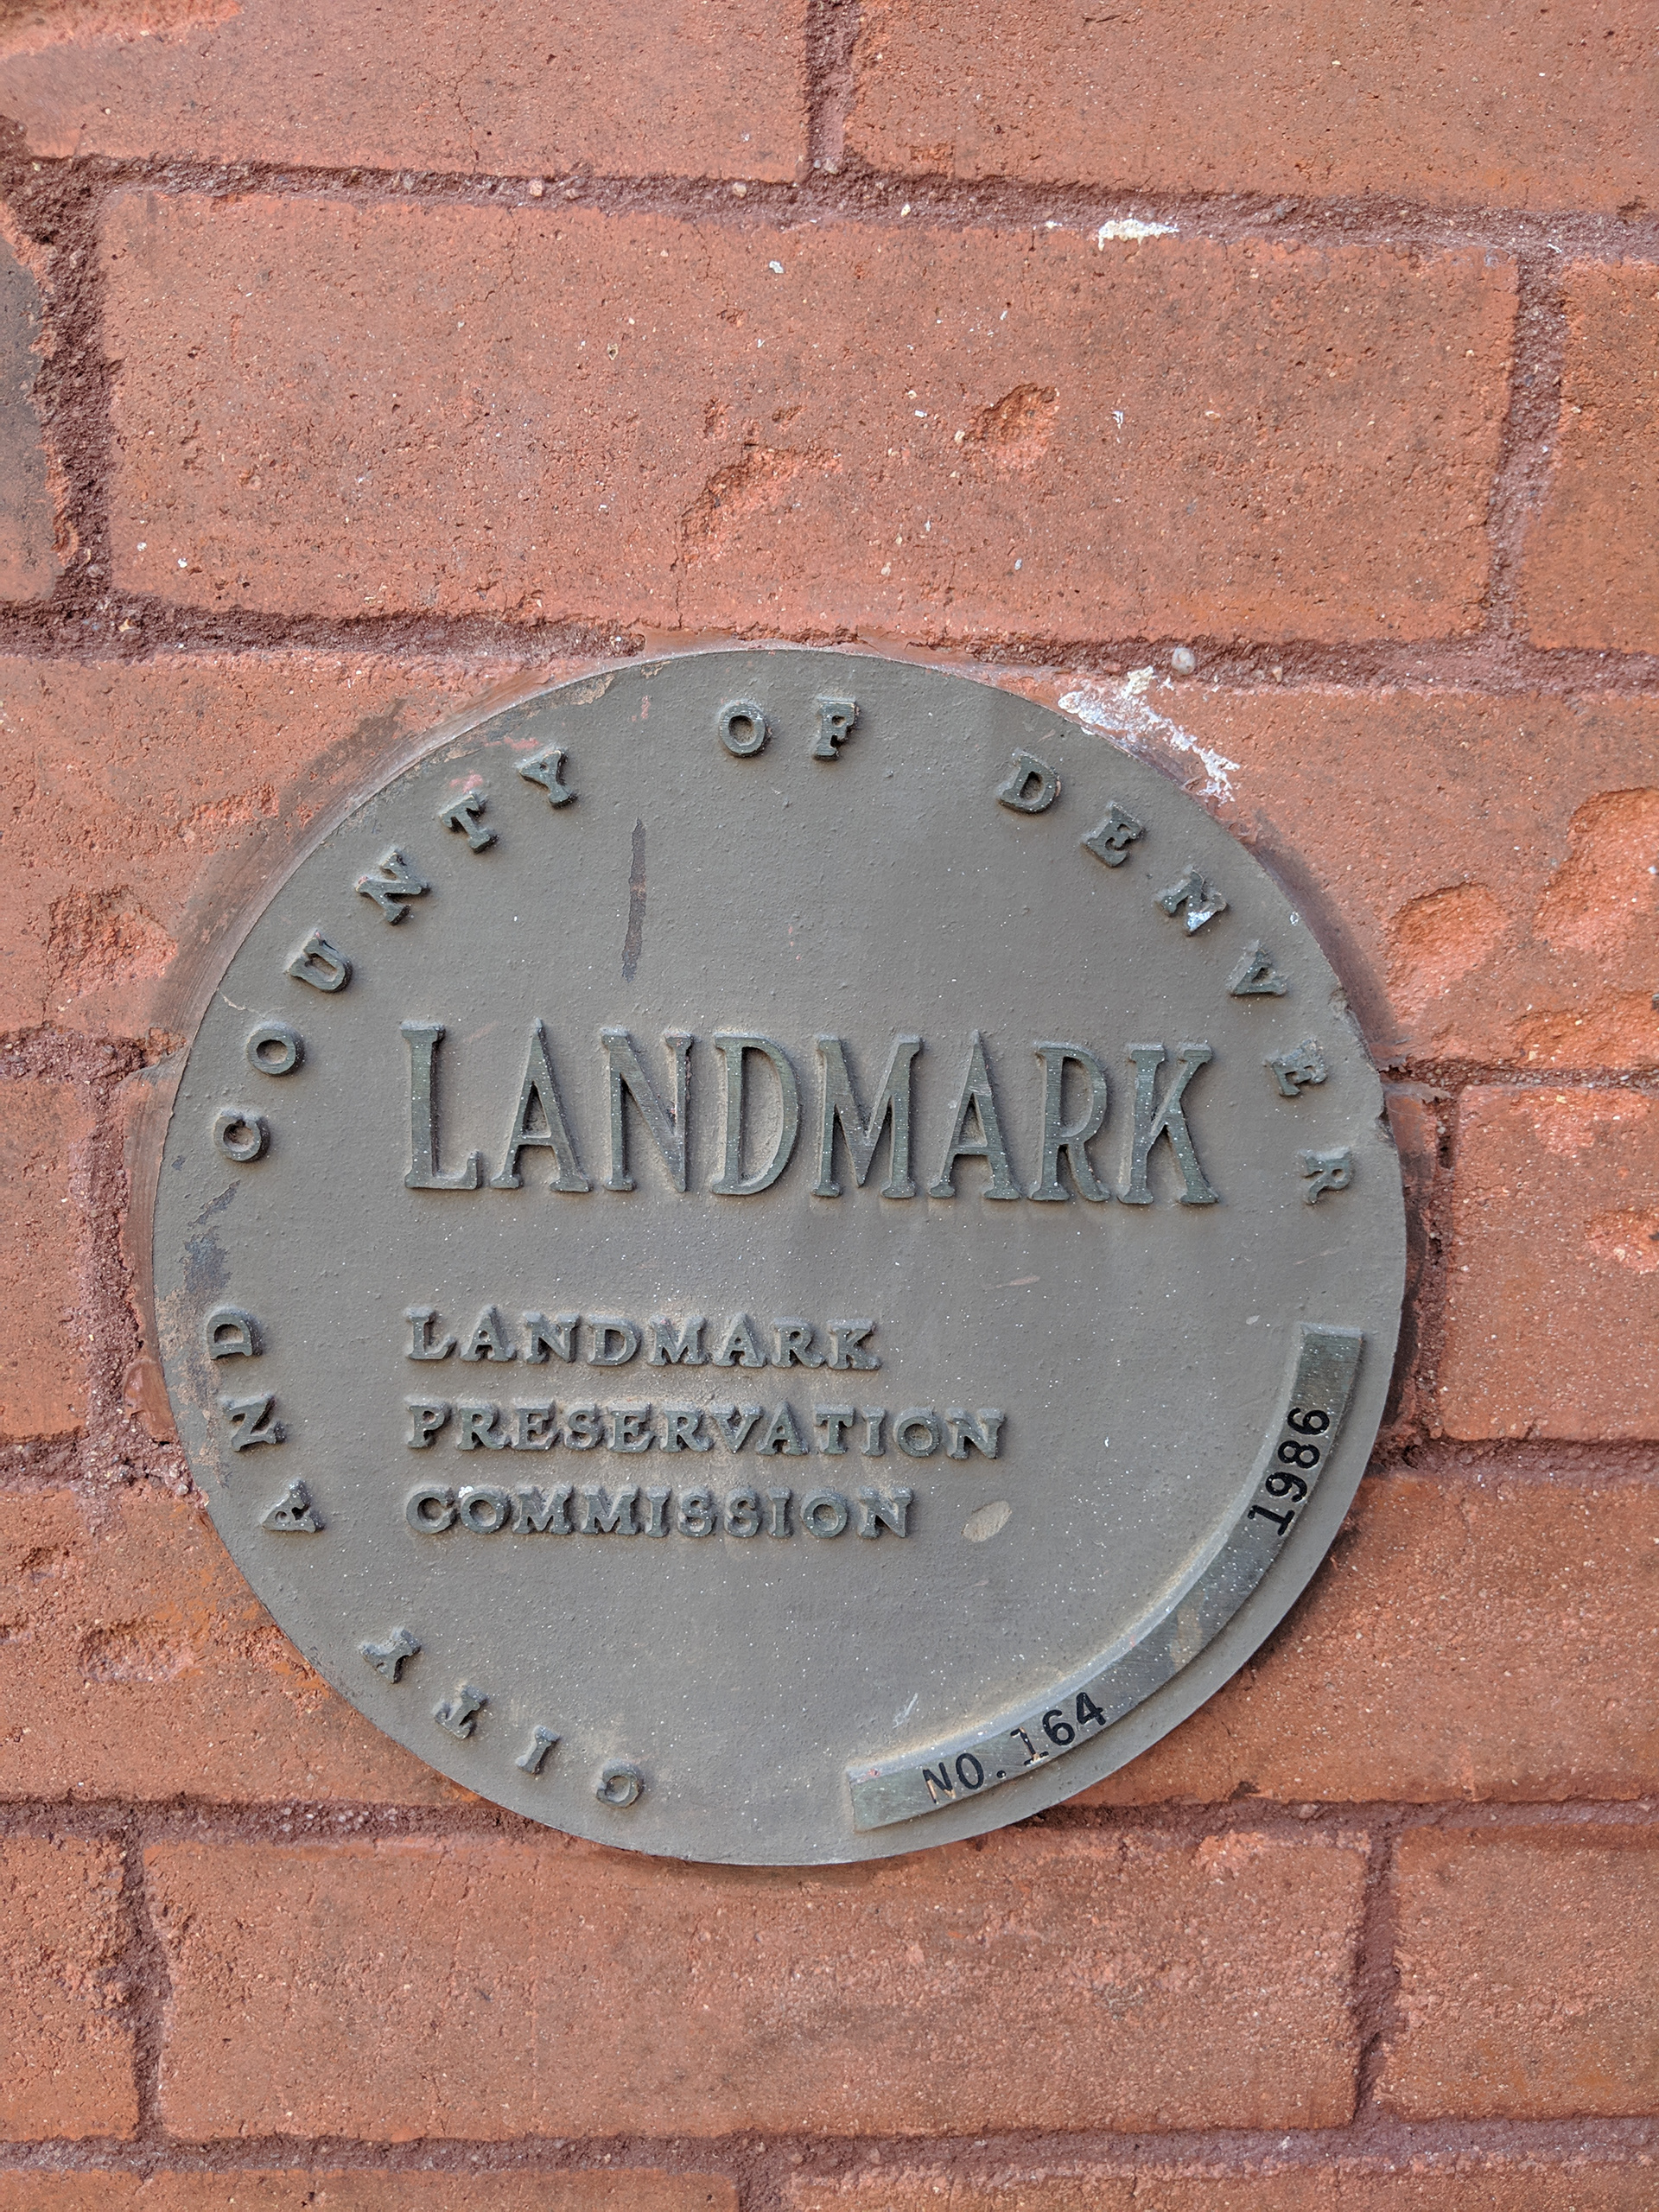 CITY AND COUNTY OF DENVER
LANDMARK
LANDMARK
PRESERVATION
COMMISSION
NO. 164 1986